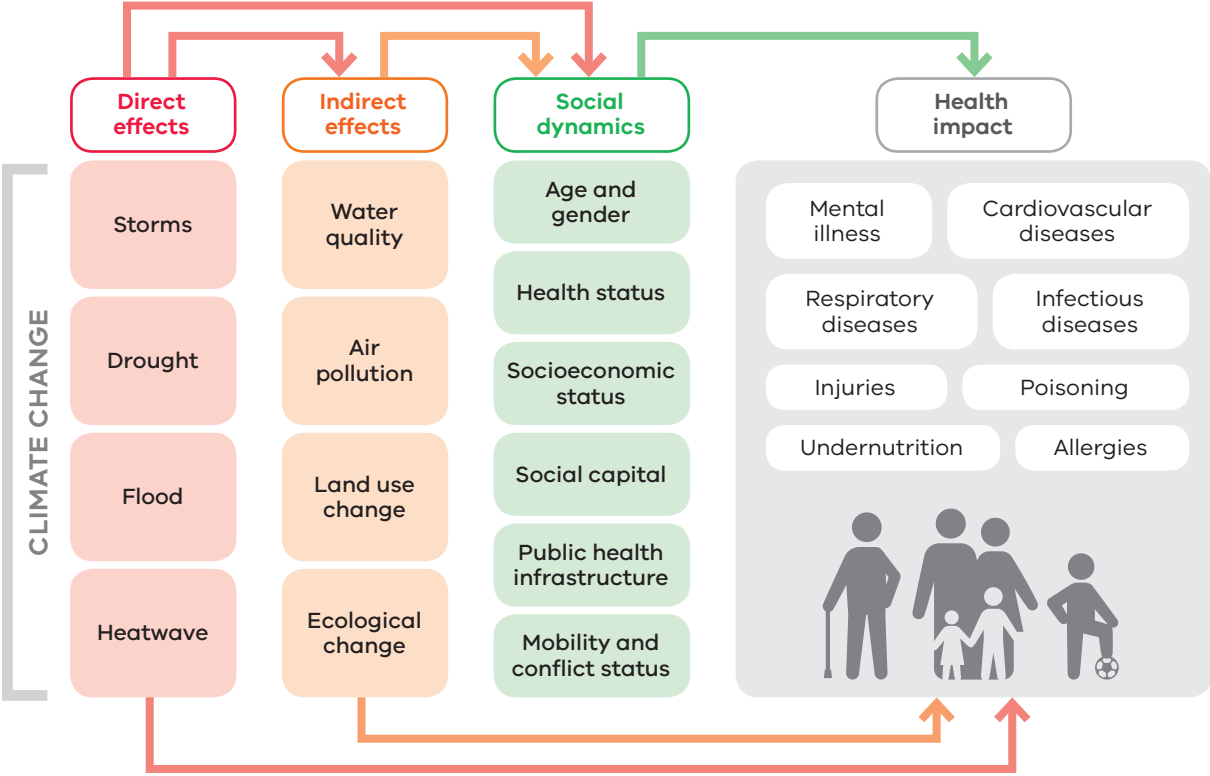 Direct
effects
Indirect
effects
Social
dynamics
Health
impact
CLIMATE CHANGE
Storms
Drought
Flood
Heatwave
Water
quality
Air
pollution
Land use
change
Ecological
change
Age and
gender
Health status
Socioeconomic
status
Social capital
Public health
infrastructure
Mobility and
conflict status
Mental
illness
Cardiovascular
diseases
Respiratory
diseases
Infectious
diseases
Injuries
Poisoning
Undernutrition
Allergies